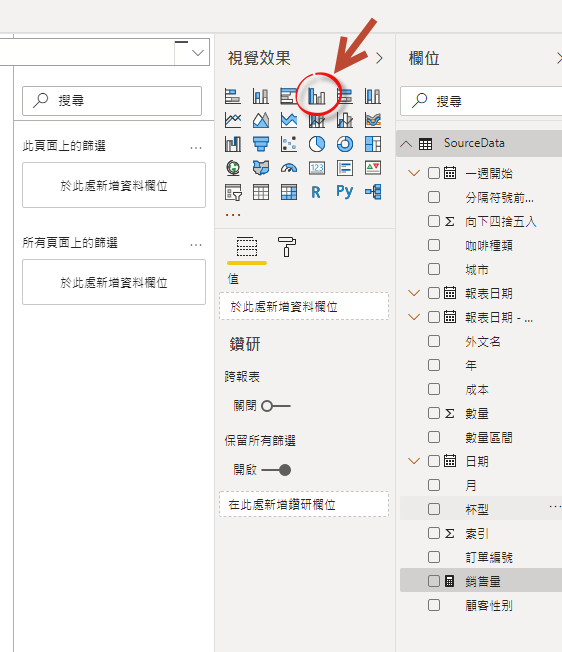 搜尋
此頁面上的篩選
...
於此處新增資料欄位
所有頁面上的篩選
...
於此處新增資料欄位
視覺效果
123
R
Py
...
值
於此處新增資料欄位
鑽研
跨報表
關閉
保留所有篩選
開啟
在此處新增鑽研欄位
欄位
搜尋
SourceData
一週開始
分隔符號前...
Σ 向下四捨五入
咖啡種類
城市
報表日期
報表日期 - ...
外文名
年
成本
Σ 數量
數量區間
日期
月
杯型 ...
Σ 索引
訂單編號
銷售量
顧客性別